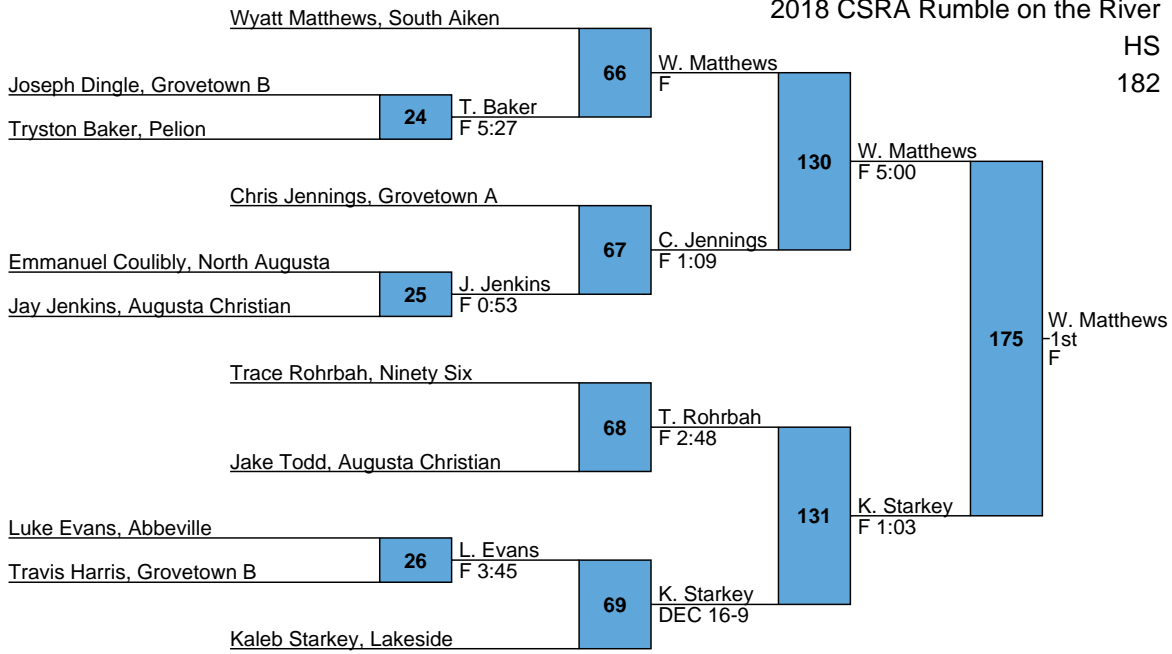 2018 CSRA Rumble on the River
HS
182
Wyatt Matthews, South Aiken
66
W. Matthews
F
Joseph Dingle, Grovetown B
24
T. Baker
F 5:27
Tryston Baker, Pelion
130
W. Matthews
F 5:00
Chris Jennings, Grovetown A
67
C. Jennings
F 1:09
Emmanuel Coulibly, North Augusta
25
J. Jenkins
F 0:53
Jay Jenkins, Augusta Christian
175
W. Matthews
1st
F
Trace Rohrbah, Ninety Six
68
T. Rohrbah
F 2:48
Jake Todd, Augusta Christian
131
K. Starkey
F 1:03
Luke Evans, Abbeville
26
L. Evans
F 3:45
Travis Harris, Grovetown B
69
K. Starkey
DEC 16-9
Kaleb Starkey, Lakeside